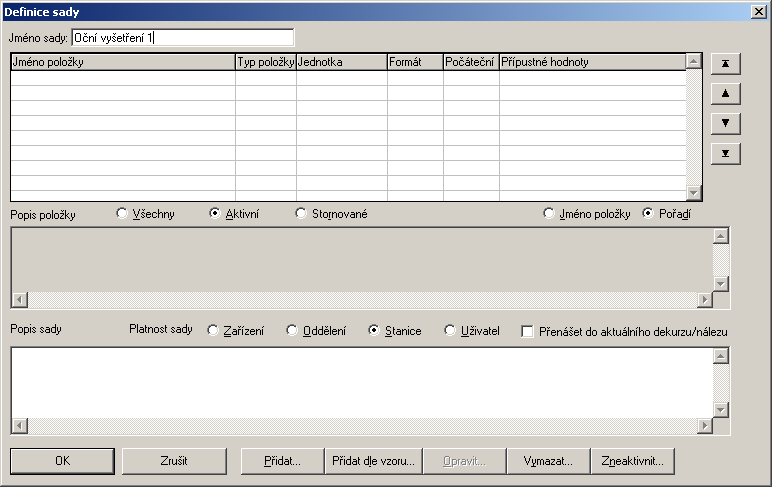 Definice sady
Jméno sady: Oční vyšetření 1
Jméno položky Typ položky Jednotka Formát Počáteční Přípustné hodnoty
Popis položky Všechny Aktivní Stornované Jméno položky Pořadí
Popis sady Platnost sady Zařízení Oddělení Stanice Uživatel Přenášet do aktuálního dekurzu/nálezu
OK Zrušit Přidat... Přidat dle vzoru... Opravit... Vymazat... Zneaktivnit...